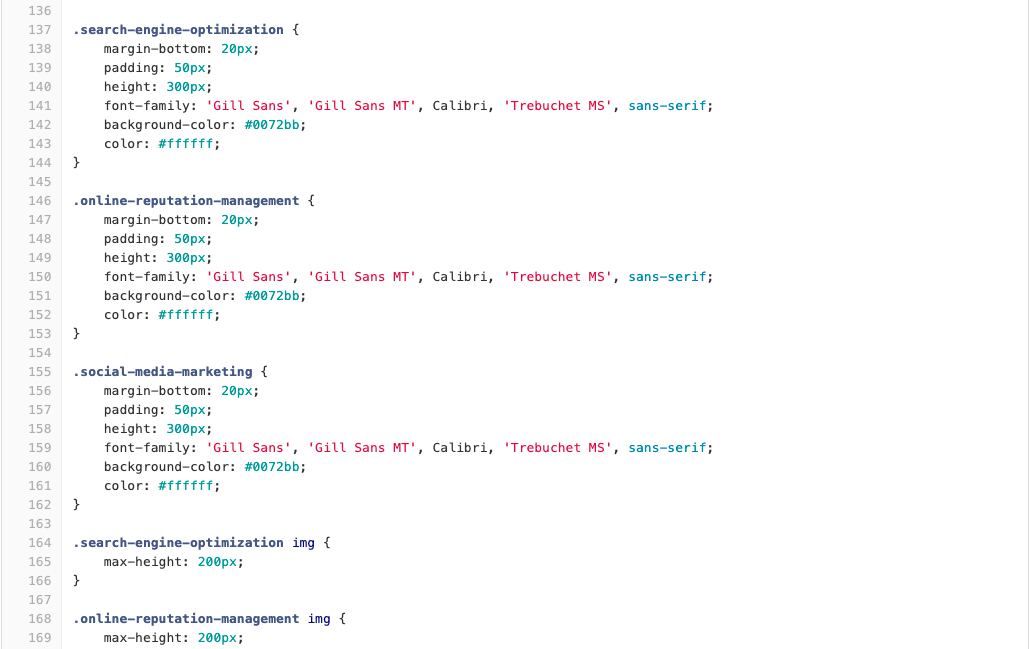 136
137 .search-engine-optimization {
138     margin-bottom: 20px;
139     padding: 50px;
140     height: 300px;
141     font-family: 'Gill Sans', 'Gill Sans MT', Calibri, 'Trebuchet MS', sans-serif;
142     background-color: #0072bb;
143     color: #ffffff;
144 }
145
146 .online-reputation-management {
147     margin-bottom: 20px;
148     padding: 50px;
149     height: 300px;
150     font-family: 'Gill Sans', 'Gill Sans MT', Calibri, 'Trebuchet MS', sans-serif;
151     background-color: #0072bb;
152     color: #ffffff;
153 }
154
155 .social-media-marketing {
156     margin-bottom: 20px;
157     padding: 50px;
158     height: 300px;
159     font-family: 'Gill Sans', 'Gill Sans MT', Calibri, 'Trebuchet MS', sans-serif;
160     background-color: #0072bb;
161     color: #ffffff;
162 }
163
164 .search-engine-optimization img {
165     max-height: 200px;
166 }
167
168 .online-reputation-management img {
169     max-height: 200px;